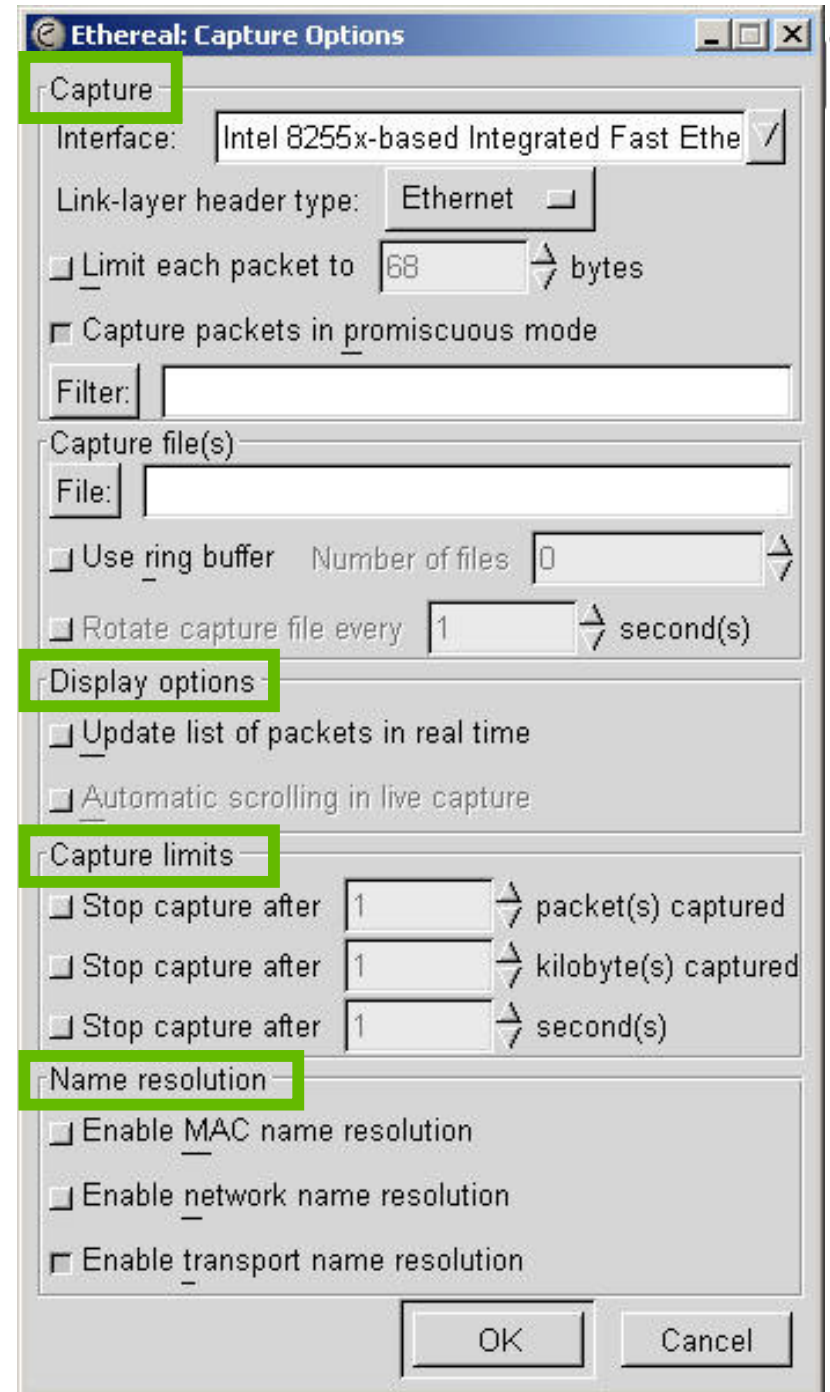 Ethereal: Capture Options
Capture
Interface: Intel 8255x-based Integrated Fast Ethe
Link-layer header type: Ethernet
Limit each packet to 68 bytes
Capture packets in promiscuous mode
Filter:
Capture file(s)
File:
Use ring buffer Number of files 0
Rotate capture file every 1 second(s)
Display options
Update list of packets in real time
Automatic scrolling in live capture
Capture limits
Stop capture after 1 packet(s) captured
Stop capture after 1 kilobyte(s) captured
Stop capture after 1 second(s)
Name resolution
Enable MAC name resolution
Enable network name resolution
Enable transport name resolution
OK Cancel